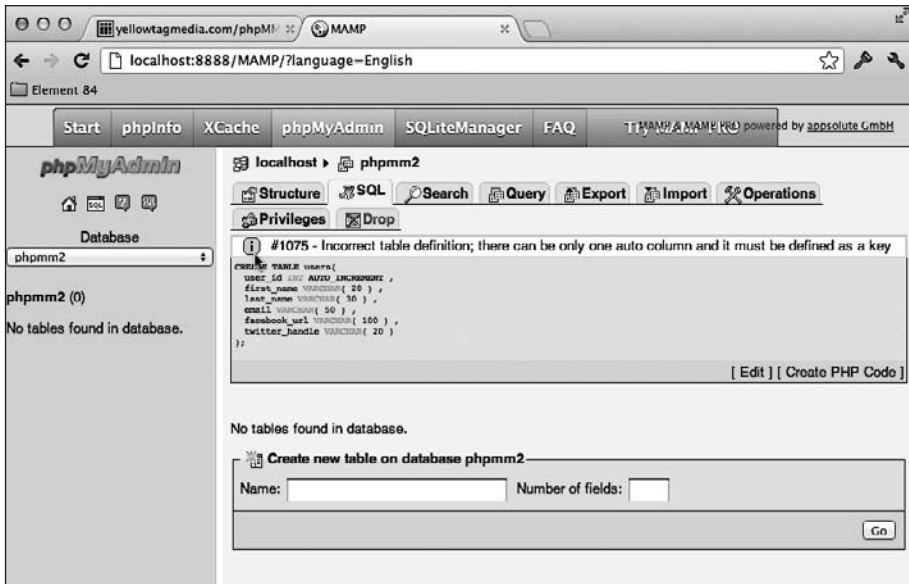 yellowtagmedia.com/phpMM
MAMP
localhost:8888/MAMP/?language=English
Element 84
Start phpInfo XCache phpMyAdmin SQLiteManager FAQ
MAMP & MAMP PRO powered by appsolute GmbH
phpMyAdmin
Database
phpmm2
phpmm2 (0)
No tables found in database.
localhost ▸ phpmm2
Structure SQL Search Query Export Import Operations
Privileges Drop
#1075 - Incorrect table definition; there can be only one auto column and it must be defined as a key
CREATE TABLE users(
user_id INT AUTO_INCREMENT ,
first_name VARCHAR( 20 ) ,
last_name VARCHAR( 30 ) ,
email VARCHAR( 50 ) ,
facebook_url VARCHAR( 100 ) ,
twitter_handle VARCHAR( 20 )
);
[ Edit ] [ Create PHP Code ]
No tables found in database.
Create new table on database phpmm2
Name: Number of fields:
Go